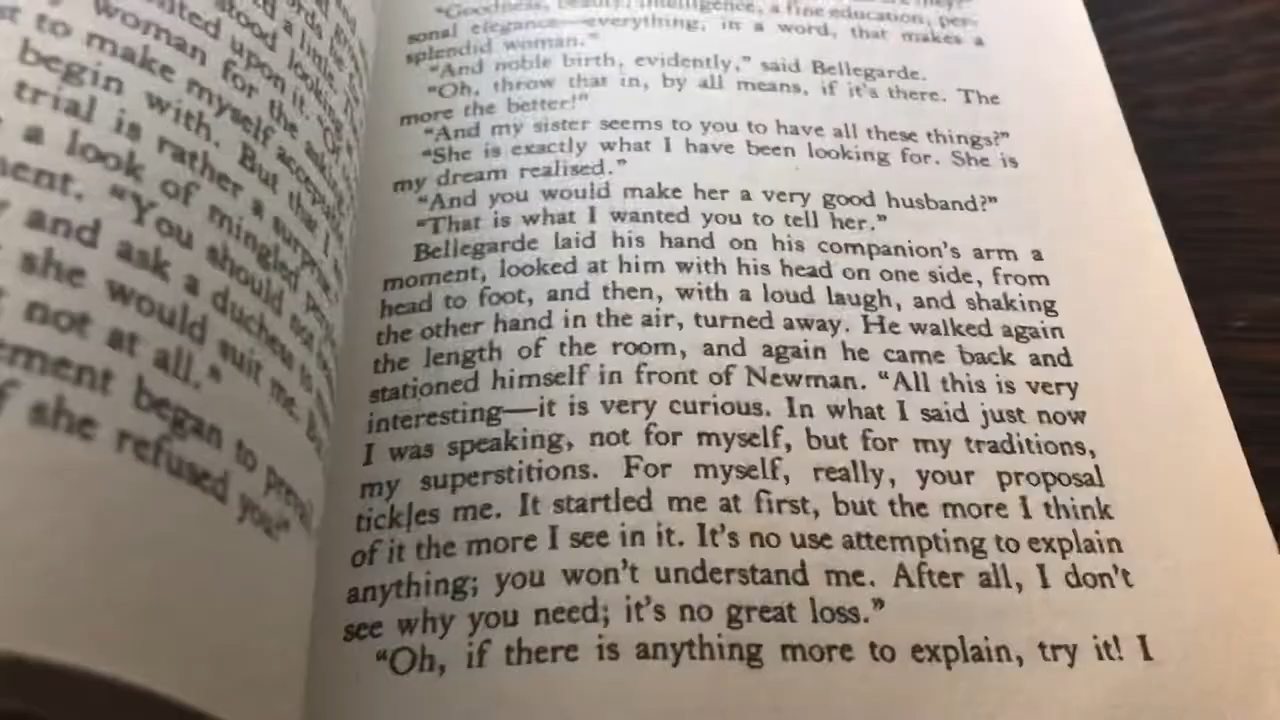 woman for the
to make myself
begin with. But that I
trial is rather a
a look of mingled
"You should not
and ask a duchess
she would suit me.
not at all."
began to
she refused you!"
"Goodness, beauty, intelligence, a fine education, per-
sonal elegance—everything, in a word, that makes a
splendid woman."
"And noble birth, evidently," said Bellegarde.
"Oh, throw that in, by all means, if it's there. The
more the better!"
"And my sister seems to you to have all these things?"
"She is exactly what I have been looking for. She is
my dream realised."
"And you would make her a very good husband?"
"That is what I wanted you to tell her."
Bellegarde laid his hand on his companion's arm a
moment, looked at him with his head on one side, from
head to foot, and then, with a loud laugh, and shaking
the other hand in the air, turned away. He walked again
the length of the room, and again he came back and
stationed himself in front of Newman. "All this is very
interesting—it is very curious. In what I said just now
I was speaking, not for myself, but for my traditions,
my superstitions. For myself, really, your proposal
tickles me. It startled me at first, but the more I think
of it the more I see in it. It's no use attempting to explain
anything; you won't understand me. After all, I don't
see why you need; it's no great loss."
"Oh, if there is anything more to explain, try it! I